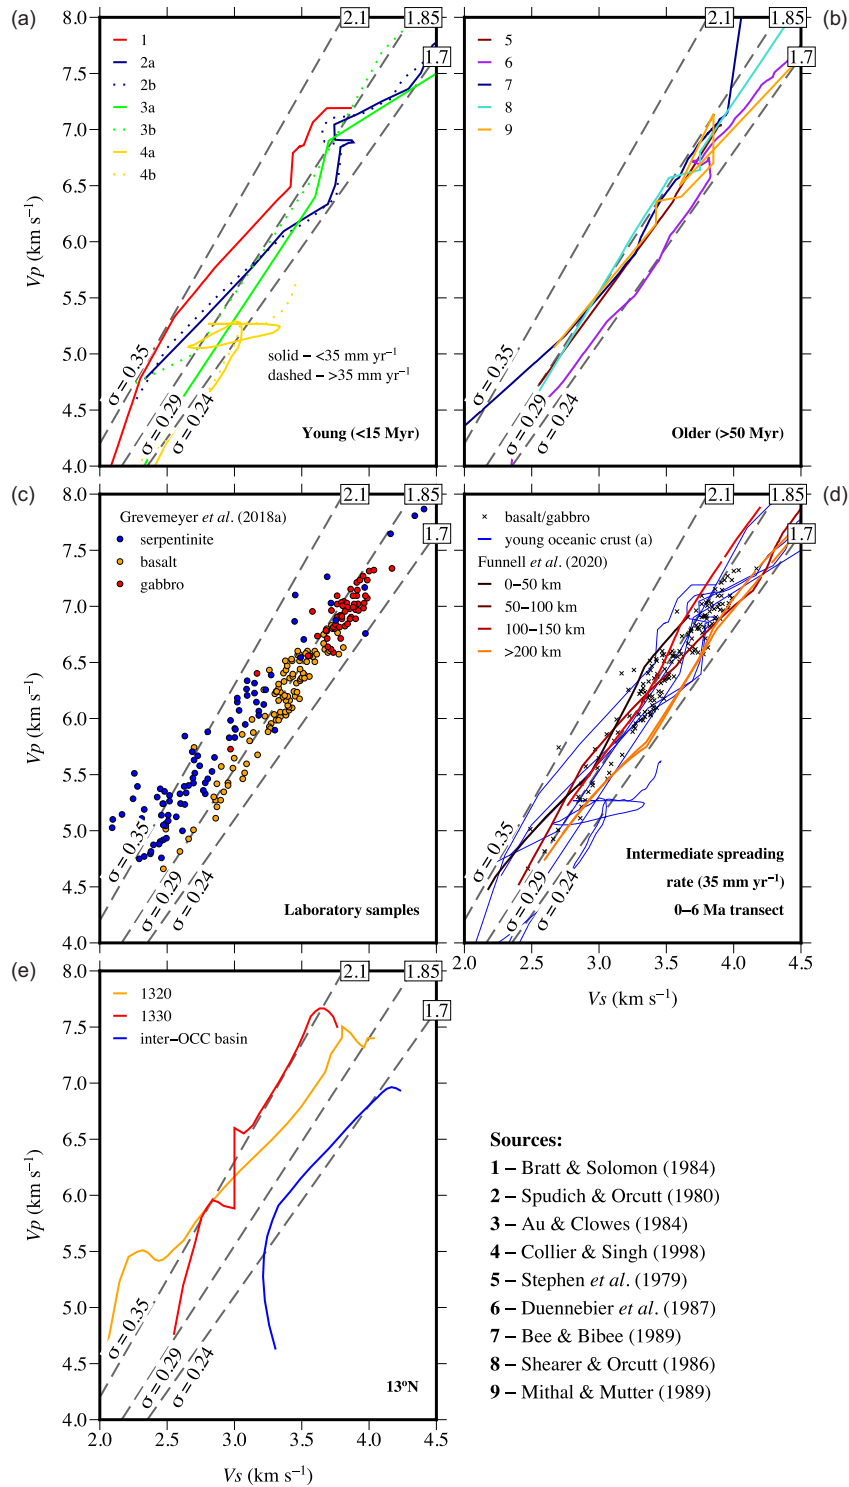 (a)
8.0
7.5
7.0
6.5
6.0
5.5
5.0
4.5
4.0
Vp (km s⁻¹)
2.1
1.85
1.7
1
2a
2b
3a
3b
4a
4b
solid – <35 mm yr⁻¹
dashed – >35 mm yr⁻¹
σ = 0.35
σ = 0.29
σ = 0.24
Young (<15 Myr)
(b)
2.1
1.85
1.7
5
6
7
8
9
σ = 0.35
σ = 0.29
σ = 0.24
Older (>50 Myr)
(c)
8.0
7.5
7.0
6.5
6.0
5.5
5.0
4.5
4.0
Vp (km s⁻¹)
2.1
1.85
1.7
Grevemeyer et al. (2018a)
serpentinite
basalt
gabbro
σ = 0.35
σ = 0.29
σ = 0.24
Laboratory samples
(d)
2.1
1.85
1.7
basalt/gabbro
young oceanic crust (a)
Funnell et al. (2020)
0–50 km
50–100 km
100–150 km
>200 km
σ = 0.35
σ = 0.29
σ = 0.24
Intermediate spreading
rate (35 mm yr⁻¹)
0–6 Ma transect
2.0 2.5 3.0 3.5 4.0 4.5
Vs (km s⁻¹)
(e)
8.0
7.5
7.0
6.5
6.0
5.5
5.0
4.5
4.0
Vp (km s⁻¹)
2.1
1.85
1.7
1320
1330
inter–OCC basin
σ = 0.35
σ = 0.29
σ = 0.24
13°N
2.0 2.5 3.0 3.5 4.0 4.5
Vs (km s⁻¹)
Sources:
1 – Bratt & Solomon (1984)
2 – Spudich & Orcutt (1980)
3 – Au & Clowes (1984)
4 – Collier & Singh (1998)
5 – Stephen et al. (1979)
6 – Duennebier et al. (1987)
7 – Bee & Bibee (1989)
8 – Shearer & Orcutt (1986)
9 – Mithal & Mutter (1989)